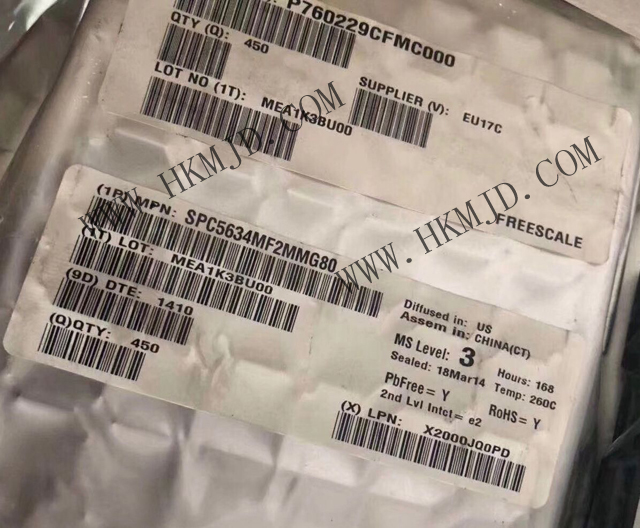 P760229CFMC000
QTY (Q): 450
SUPPLIER (V): EU17C
LOT NO (1T): MEA1K3BU00
FREESCALE
WWW.HKMJD.COM
WWW.HKMJD.COM
(1P) MPN: SPC5634MF2MMG80
(1T) LOT: MEA1K3BU00
(9D) DTE: 1410
(Q)QTY: 450
Diffused in: US
Assem in: CHINA(CT)
MS Level: 3 Hours: 168
Sealed: 18Mar14 Temp: 260C
PbFree = Y RoHS = Y
2nd Lvl Intct = e2
(X) LPN: X2000JQ0PD